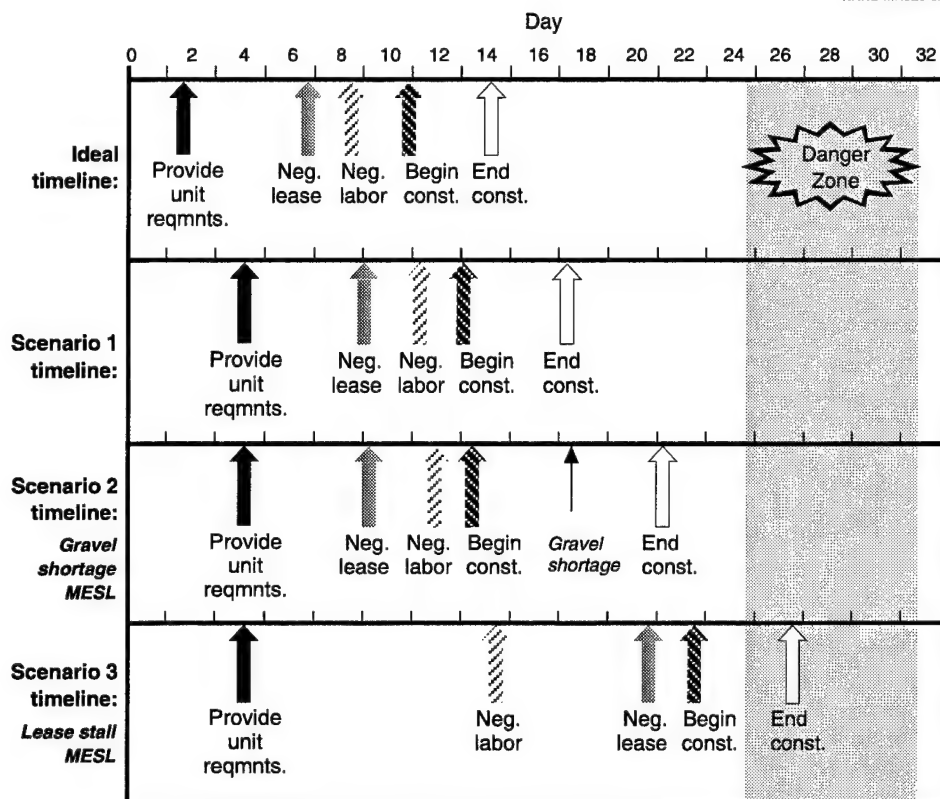 Day
0 2 4 6 8 10 12 14 16 18 20 22 24 26 28 30 32
Ideal
timeline:
Provide
unit
reqmnts.
Neg.
lease
Neg.
labor
Begin
const.
End
const.
Danger
Zone
Scenario 1
timeline:
Provide
unit
reqmnts.
Neg.
lease
Neg.
labor
Begin
const.
End
const.
Scenario 2
timeline:
Gravel
shortage
MESL
Provide
unit
reqmnts.
Neg.
lease
Neg.
labor
Begin
const.
Gravel
shortage
End
const.
Scenario 3
timeline:
Lease stall
MESL
Provide
unit
reqmnts.
Neg.
labor
Neg.
lease
Begin
const.
End
const.